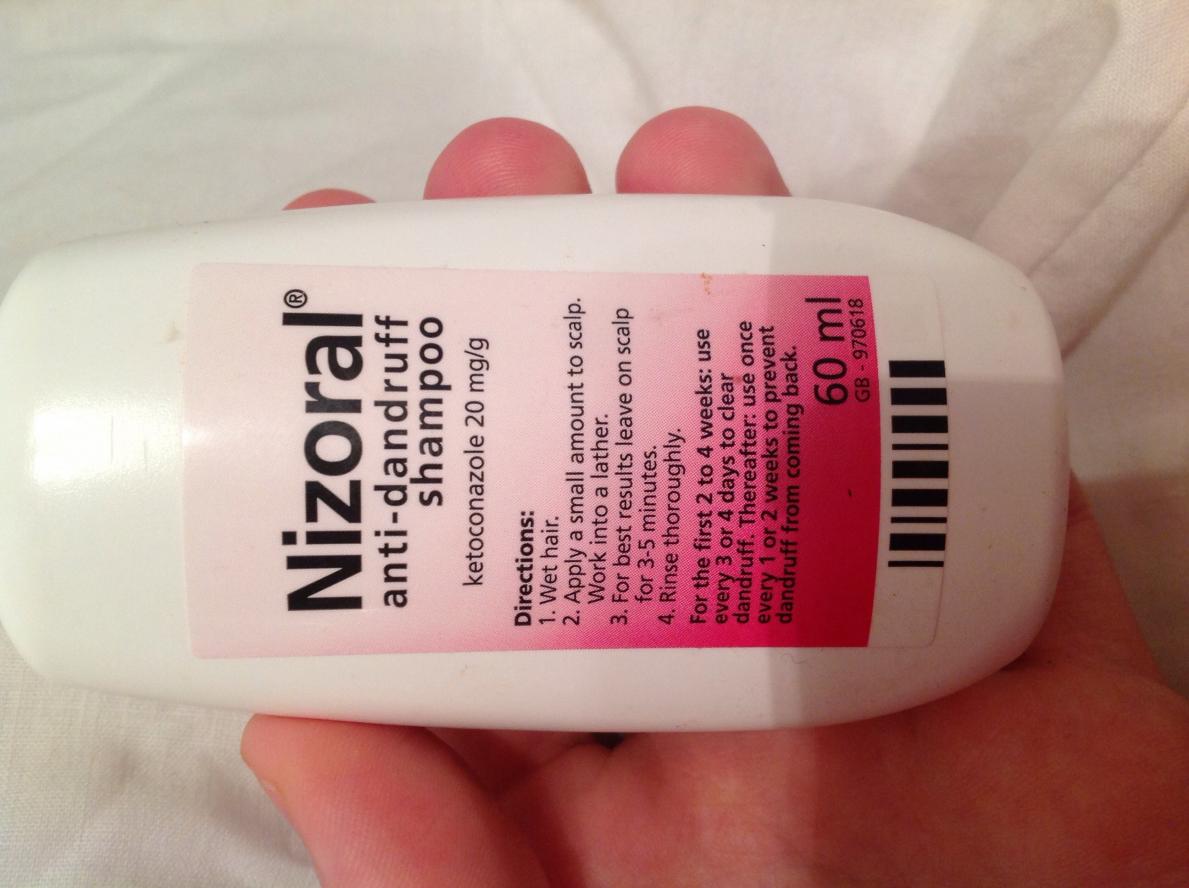 Nizoral®
anti-dandruff
shampoo
ketoconazole 20 mg/g
Directions:
1. Wet hair.
2. Apply a small amount to scalp.
Work into a lather.
3. For best results leave on scalp
for 3-5 minutes.
4. Rinse thoroughly.
For the first 2 to 4 weeks: use
every 3 or 4 days to clear
dandruff. Thereafter: use once
every 1 or 2 weeks to prevent
dandruff from coming back.
60 ml
GB - 970618